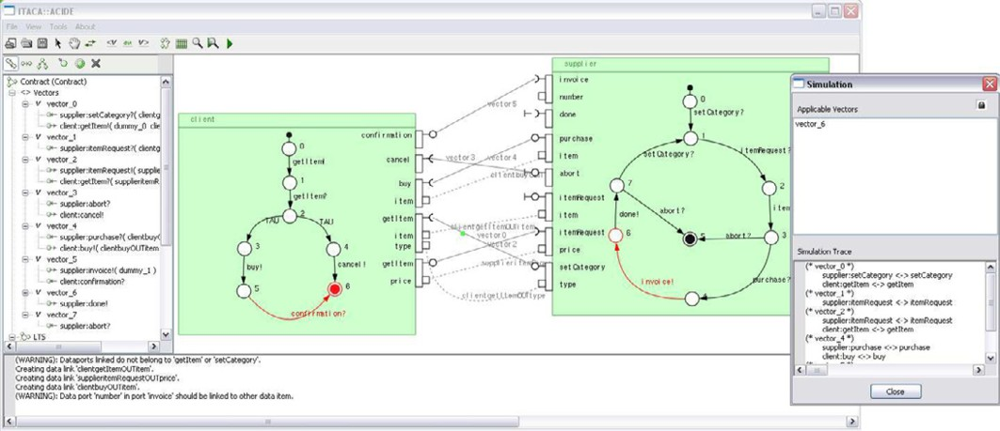 ITACA::ACIDE
File View Tools About
Contract (Contract)
Vectors
vector_0
supplier:setCategory?( clientg
client:getItem!( dummy_0 clie
vector_1
supplier:itemRequest?( clientg
vector_2
supplier:itemRequest!( supplie
client:getItem?( supplieritemR
vector_3
supplier:abort?
client:cancel!
vector_4
supplier:purchase?( clientbuyO
client:buy!( clientbuyOUTitem
vector_5
supplier:invoice!( dummy_1 )
client:confirmation?
vector_6
supplier:done!
vector_7
supplier:abort?
LTS
client
0
getItem!
1
getItem?
2
TAU
TAU
3
4
buy!
cancel!
5
6
confirmation?
confirmation
cancel
buy
item
getItem
item
type
getItem
price
vector5
vector3
vector4
clientgetItemOUTitem
vector0
vector2
clientgetItemOUTtype
supplier
invoice
number
done
purchase
item
abort
itemRequest
item
itemRequest
price
setCategory
type
0
setCategory?
1
setCategory?
itemRequest?
7
2
abort?
done!
item
6
5
abort?
3
invoice!
purchase?
4
Simulation
Applicable Vectors
vector_6
Simulation Trace
(* vector_0 *)
supplier:setCategory <-> setCategory
client:getItem <-> getItem
(* vector_1 *)
supplier:itemRequest <-> itemRequest
(* vector_2 *)
supplier:itemRequest <-> itemRequest
client:getItem <-> getItem
(* vector_4 *)
supplier:purchase <-> purchase
client:buy <-> buy
Close
(WARNING): Dataports linked do not belong to 'getItem' or 'setCategory'.
Creating data link 'clientgetItemOUTitem'.
Creating data link 'supplieritemRequestOUTprice'.
Creating data link 'clientbuyOUTitem'.
(WARNING): Data port 'number' in port 'invoice' should be linked to other data item.